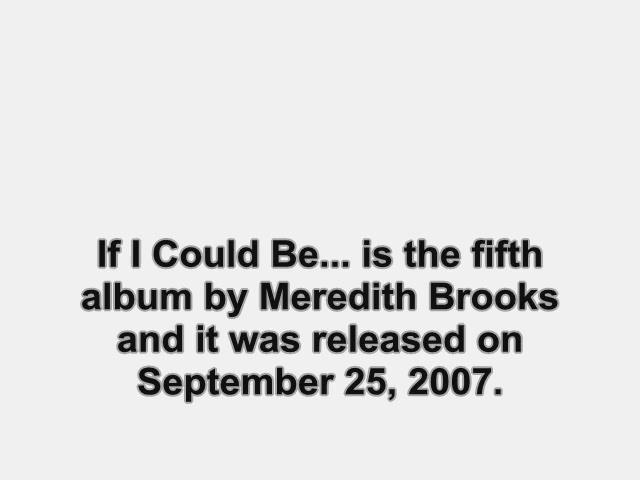 If I Could Be... is the fifth
album by Meredith Brooks
and it was released on
September 25, 2007.